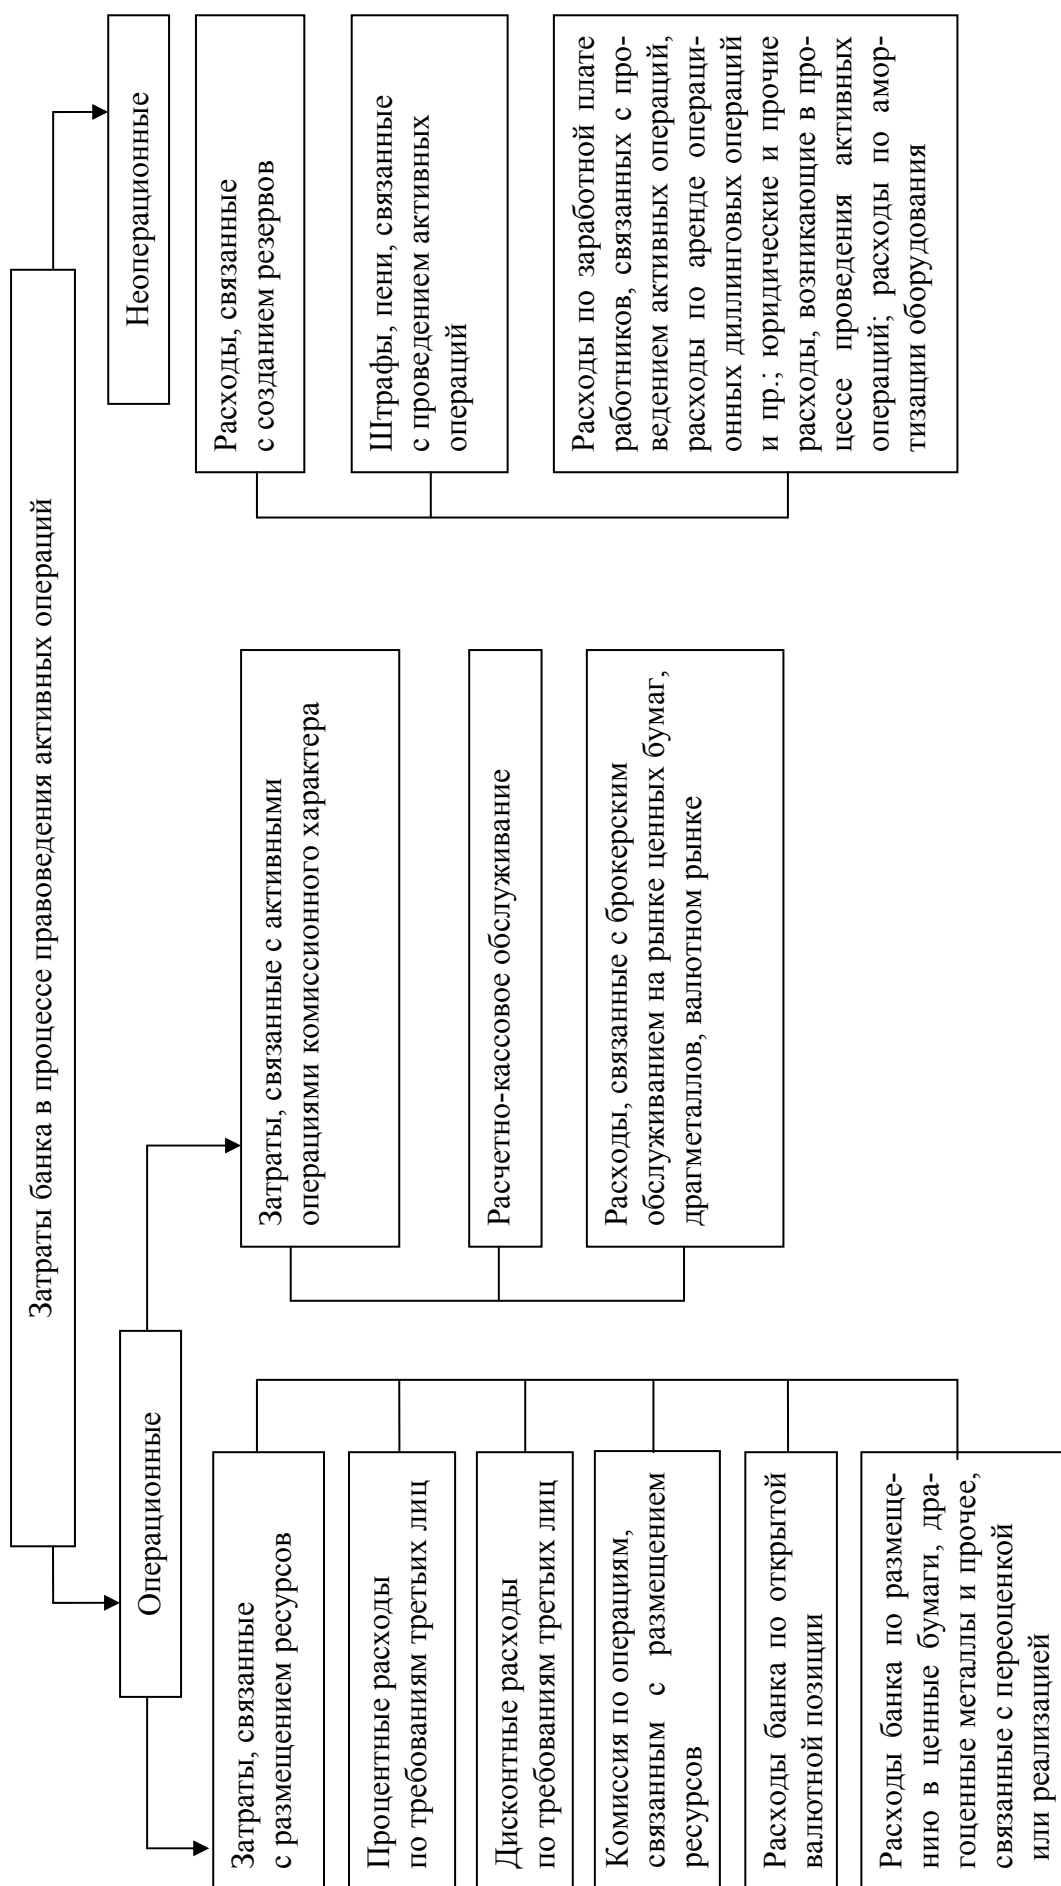 Затраты банка в процессе правоведения активных операций
Операционные
Затраты, связанные
с размещением ресурсов
Процентные расходы
по требованиям третьих лиц
Дисконтные расходы
по требованиям третьих лиц
Комиссия по операциям,
связанным с размещением
ресурсов
Расходы банка по открытой
валютной позиции
Расходы банка по размеще-
нию в ценные бумаги, дра-
гоценные металлы и прочее,
связанные с переоценкой
или реализацией
Затраты, связанные с активными
операциями комиссионного характера
Расчетно-кассовое обслуживание
Расходы, связанные с брокерским
обслуживанием на рынке ценных бумаг,
драгметаллов, валютном рынке
Неоперационные
Расходы, связанные
с созданием резервов
Штрафы, пени, связанные
с проведением активных
операций
Расходы по заработной плате
работников, связанных с про-
ведением активных операций,
расходы по аренде операци-
онных диллинговых операций
и пр.; юридические и прочие
расходы, возникающие в про-
цессе проведения активных
операций; расходы по амор-
тизации оборудования